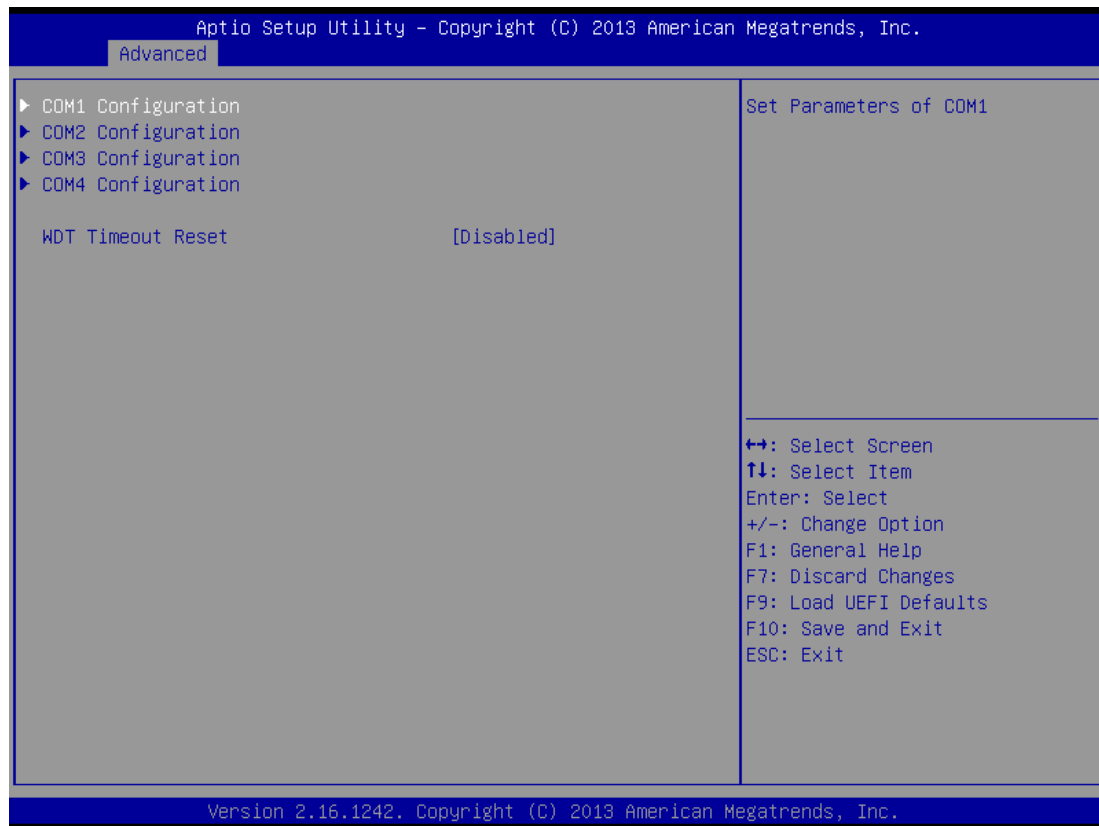 Aptio Setup Utility – Copyright (C) 2013 American Megatrends, Inc.
Advanced
► COM1 Configuration
► COM2 Configuration
► COM3 Configuration
► COM4 Configuration
WDT Timeout Reset [Disabled]
Set Parameters of COM1
↔: Select Screen
↑↓: Select Item
Enter: Select
+/-: Change Option
F1: General Help
F7: Discard Changes
F9: Load UEFI Defaults
F10: Save and Exit
ESC: Exit
Version 2.16.1242. Copyright (C) 2013 American Megatrends, Inc.